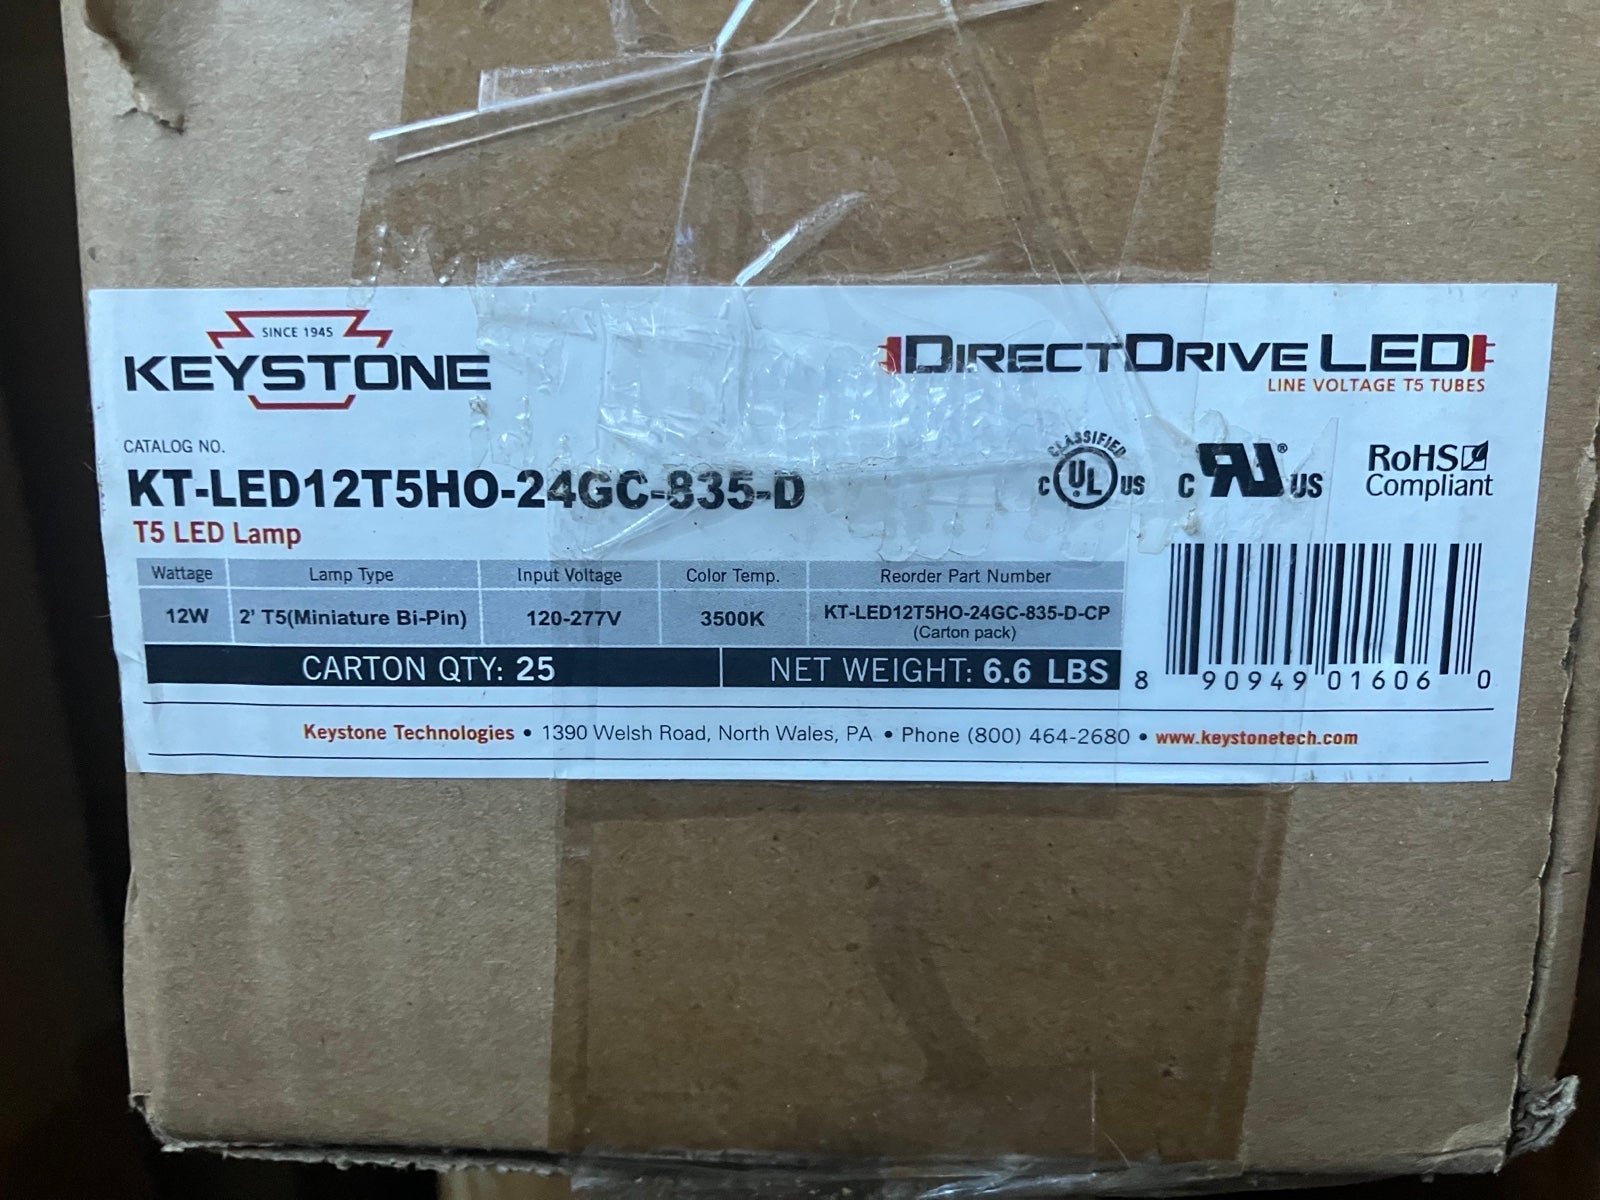 SINCE 1945
KEYSTONE
DIRECTDRIVE LED
LINE VOLTAGE T5 TUBES
CATALOG NO.
KT-LED12T5HO-24GC-835-D
T5 LED Lamp
CLASSIFIED
C UL US
C RU ® US
RoHS
Compliant
Wattage Lamp Type Input Voltage Color Temp. Reorder Part Number
12W 2' T5(Miniature Bi-Pin) 120-277V 3500K KT-LED12T5HO-24GC-835-D-CP
(Carton pack)
CARTON QTY: 25 NET WEIGHT: 6.6 LBS
8 90949 01606 0
Keystone Technologies • 1390 Welsh Road, North Wales, PA • Phone (800) 464-2680 • www.keystonetech.com